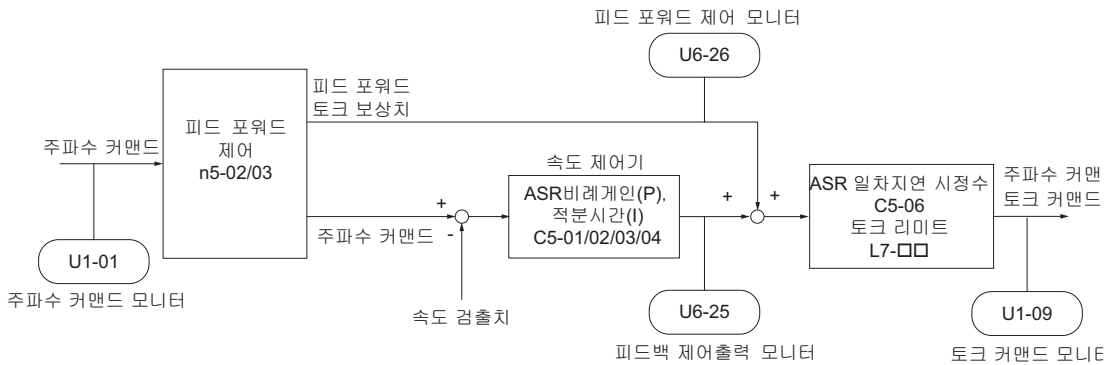 피드 포워드 제어 모니터
U6-26
피드 포워드
토크 보상치
피드 포워드
제어
n5-02/03
주파수 커맨드
속도 제어기
ASR비례게인(P),
적분시간(I)
C5-01/02/03/04
+
+
+
ASR 일차지연 시정수
C5-06
토크 리미트
L7-□□
주파수 커맨
토크 커맨드
+
-
주파수 커맨드
U1-01
주파수 커맨드 모니터
속도 검출치
U6-25
피드백 제어출력 모니터
U1-09
토크 커맨드 모니터